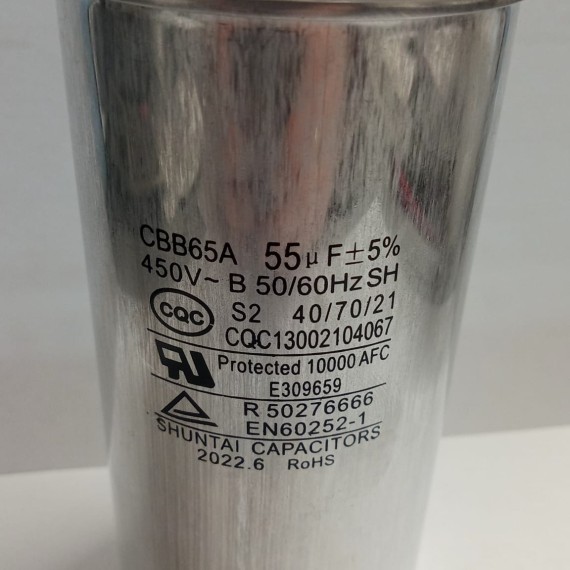 CBB65A 55μF±5%
450V~ B 50/60Hz SH
CQC S2 40/70/21
CQC13002104067
RU Protected 10000 AFC
E309659
R 50276666
EN60252-1
SHUNTAI CAPACITORS
2022.6 RoHS